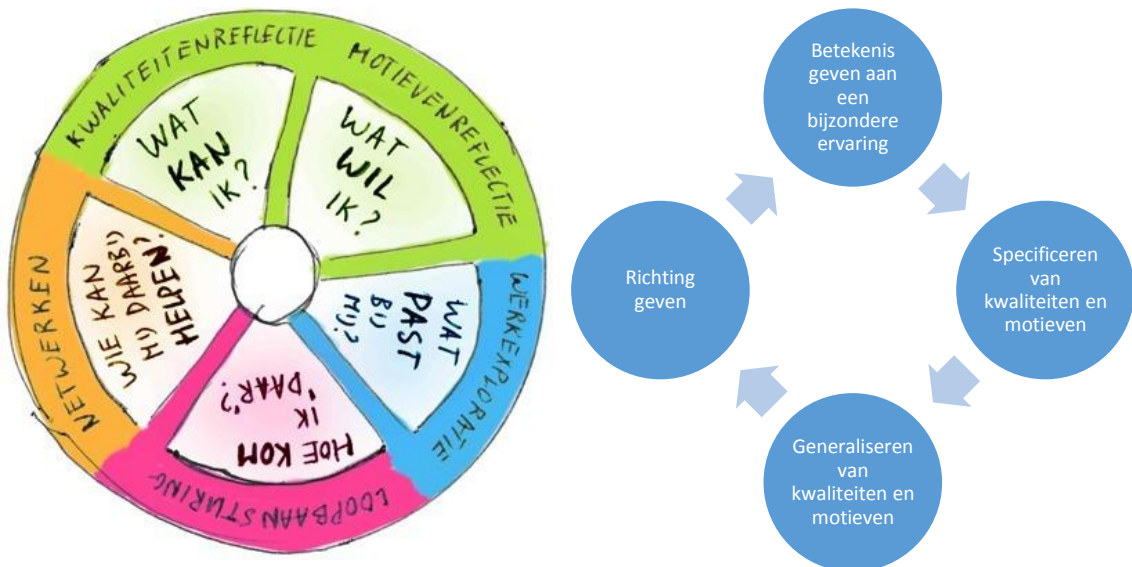 KWALITEITENREFLECTIE
MOTIEVENREFLECTIE
WERKEXPLORATIE
LOOPBAANSTURING
NETWERKEN
WAT
KAN
IK?
WAT
WIL
IK?
WAT
PAST
BIJ
MIJ?
HOE KOM
IK
'DAAR'?
WIE KAN
MIJ DAARBIJ
HELPEN?
Betekenis
geven aan
een
bijzondere
ervaring
Specificeren
van
kwaliteiten en
motieven
Generaliseren
van
kwaliteiten en
motieven
Richting
geven